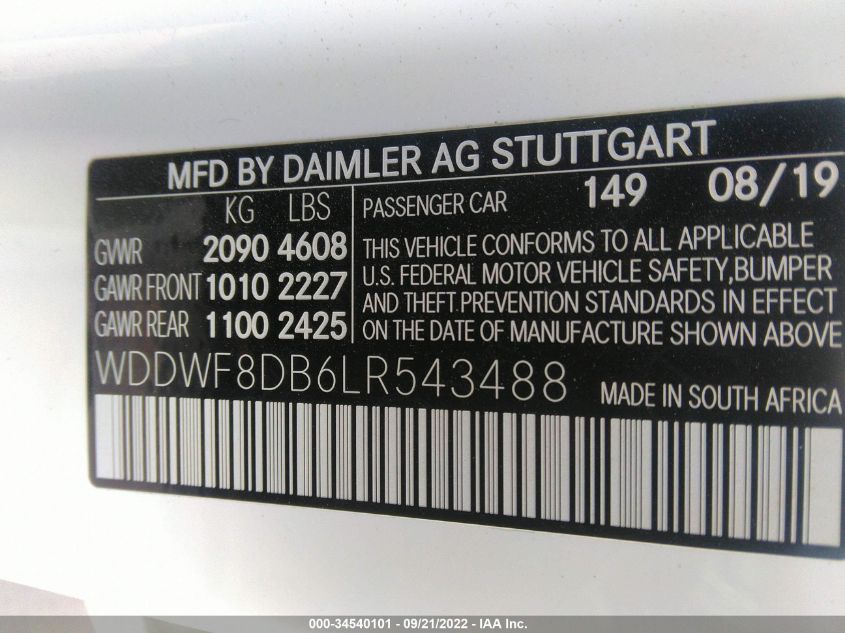 MFD BY DAIMLER AG STUTTGART
KG LBS
GVWR 2090 4608
GAWR FRONT 1010 2227
GAWR REAR 1100 2425
PASSENGER CAR 149 08/19
THIS VEHICLE CONFORMS TO ALL APPLICABLE
U.S. FEDERAL MOTOR VEHICLE SAFETY,BUMPER
AND THEFT PREVENTION STANDARDS IN EFFECT
ON THE DATE OF MANUFACTURE SHOWN ABOVE
WDDWF8DB6LR543488 MADE IN SOUTH AFRICA
000-34540101 - 09/21/2022 - IAA Inc.